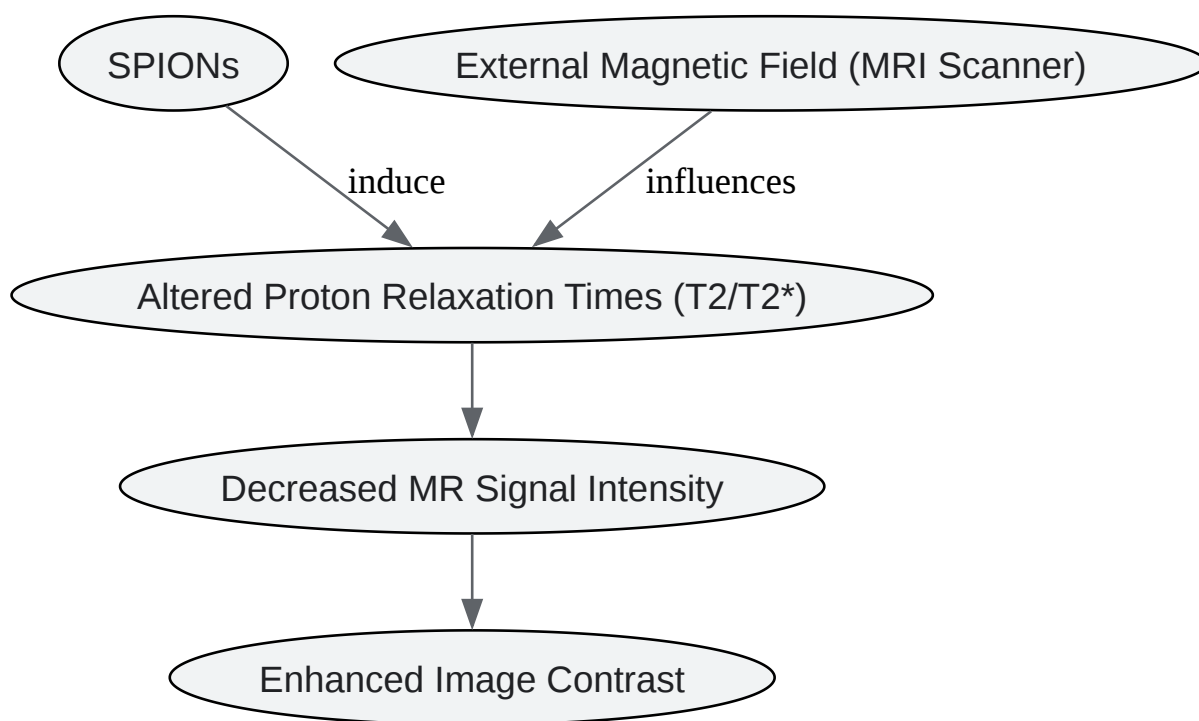 SPIONs
External Magnetic Field (MRI Scanner)
induce
influences
Altered Proton Relaxation Times (T2/T2*)
Decreased MR Signal Intensity
Enhanced Image Contrast